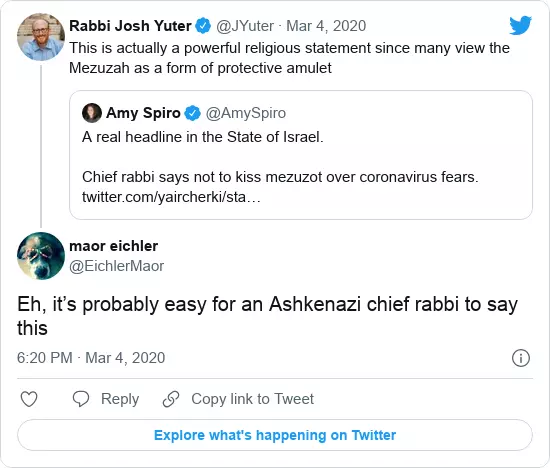 Rabbi Josh Yuter @JYuter · Mar 4, 2020
This is actually a powerful religious statement since many view the
Mezuzah as a form of protective amulet
Amy Spiro @AmySpiro
A real headline in the State of Israel.
Chief rabbi says not to kiss mezuzot over coronavirus fears.
twitter.com/yaircherki/sta…
maor eichler
@EichlerMaor
Eh, it’s probably easy for an Ashkenazi chief rabbi to say
this
6:20 PM · Mar 4, 2020
Reply Copy link to Tweet
Explore what's happening on Twitter